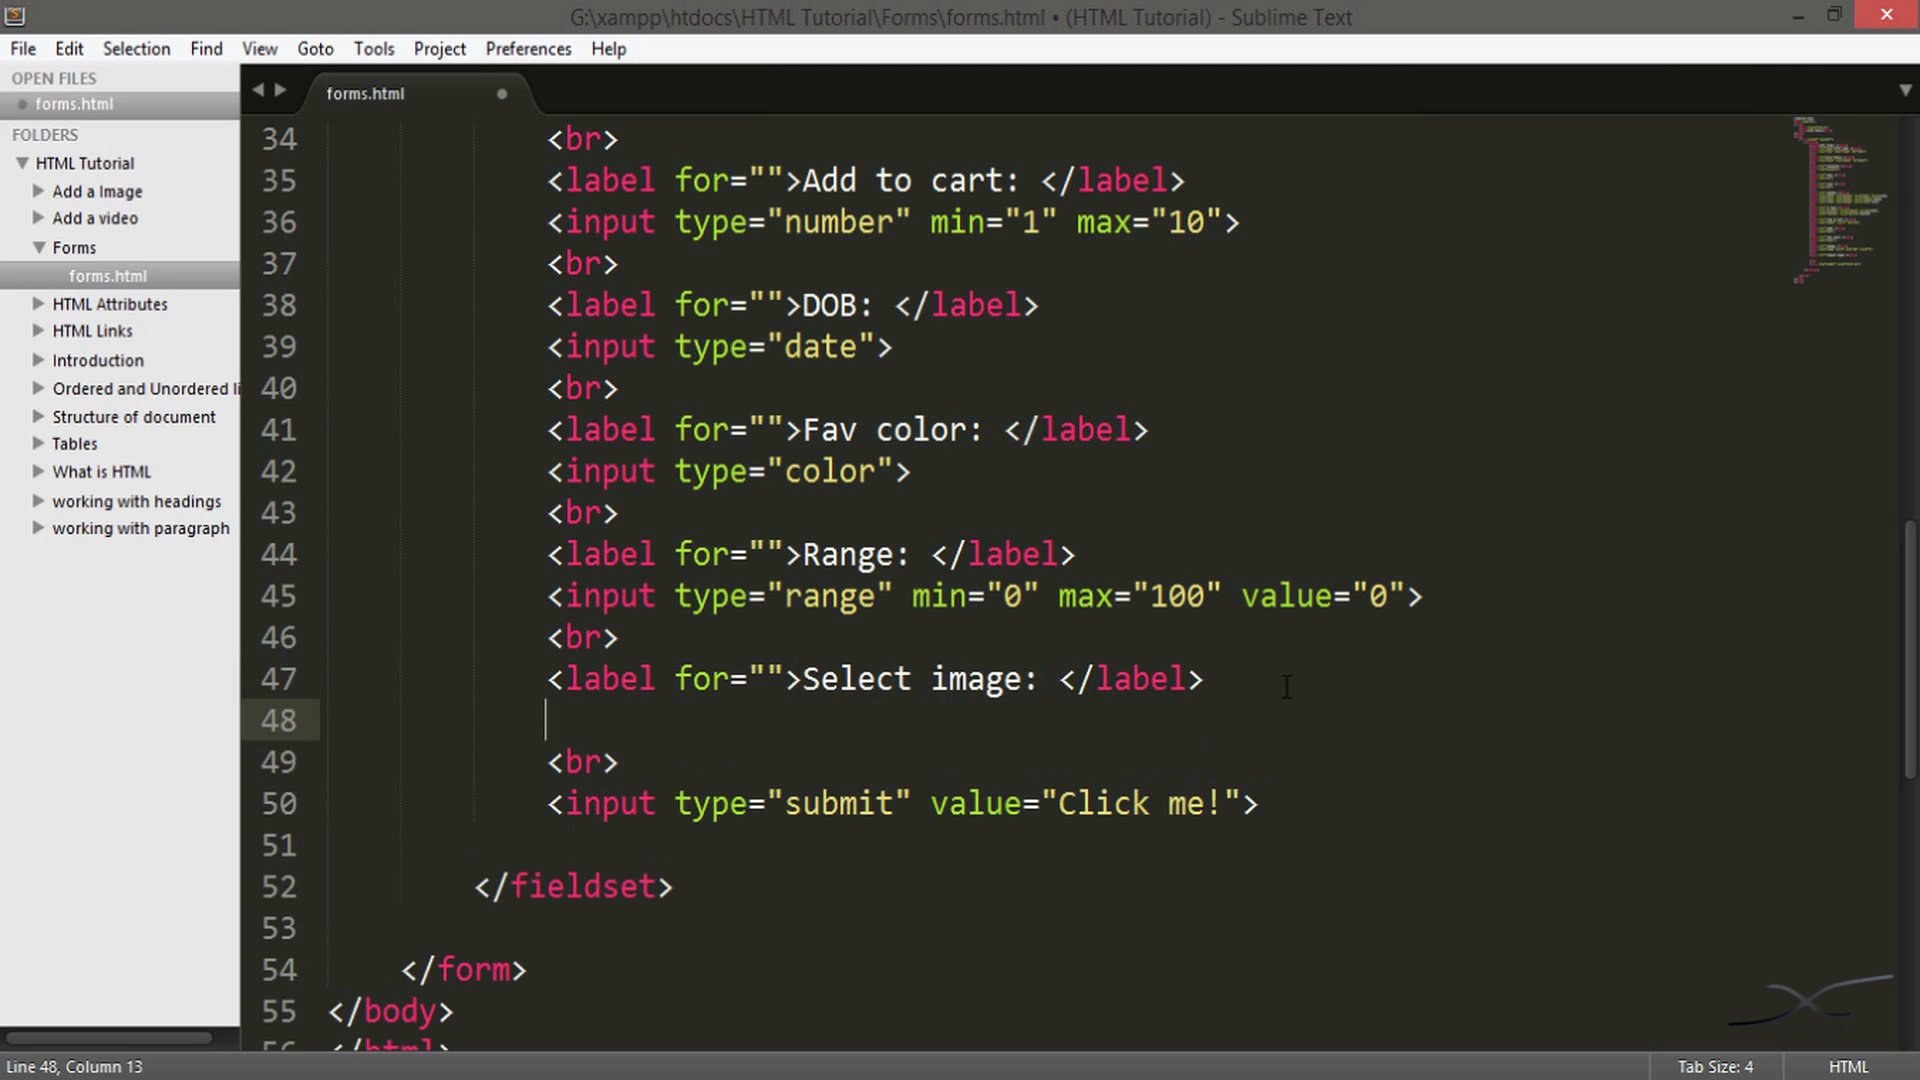 G:\xampp\htdocs\HTML Tutorial\Forms\forms.html • (HTML Tutorial) - Sublime Text
File Edit Selection Find View Goto Tools Project Preferences Help
OPEN FILES
forms.html
FOLDERS
HTML Tutorial
Add a Image
Add a video
Forms
forms.html
HTML Attributes
HTML Links
Introduction
Ordered and Unordered li
Structure of document
Tables
What is HTML
working with headings
working with paragraph
forms.html
34 <br>
35 <label for="">Add to cart: </label>
36 <input type="number" min="1" max="10">
37 <br>
38 <label for="">DOB: </label>
39 <input type="date">
40 <br>
41 <label for="">Fav color: </label>
42 <input type="color">
43 <br>
44 <label for="">Range: </label>
45 <input type="range" min="0" max="100" value="0">
46 <br>
47 <label for="">Select image: </label>
48
49 <br>
50 <input type="submit" value="Click me!">
51
52 </fieldset>
53
54 </form>
55 </body>
56 </html>
Line 48, Column 13
Tab Size: 4
HTML